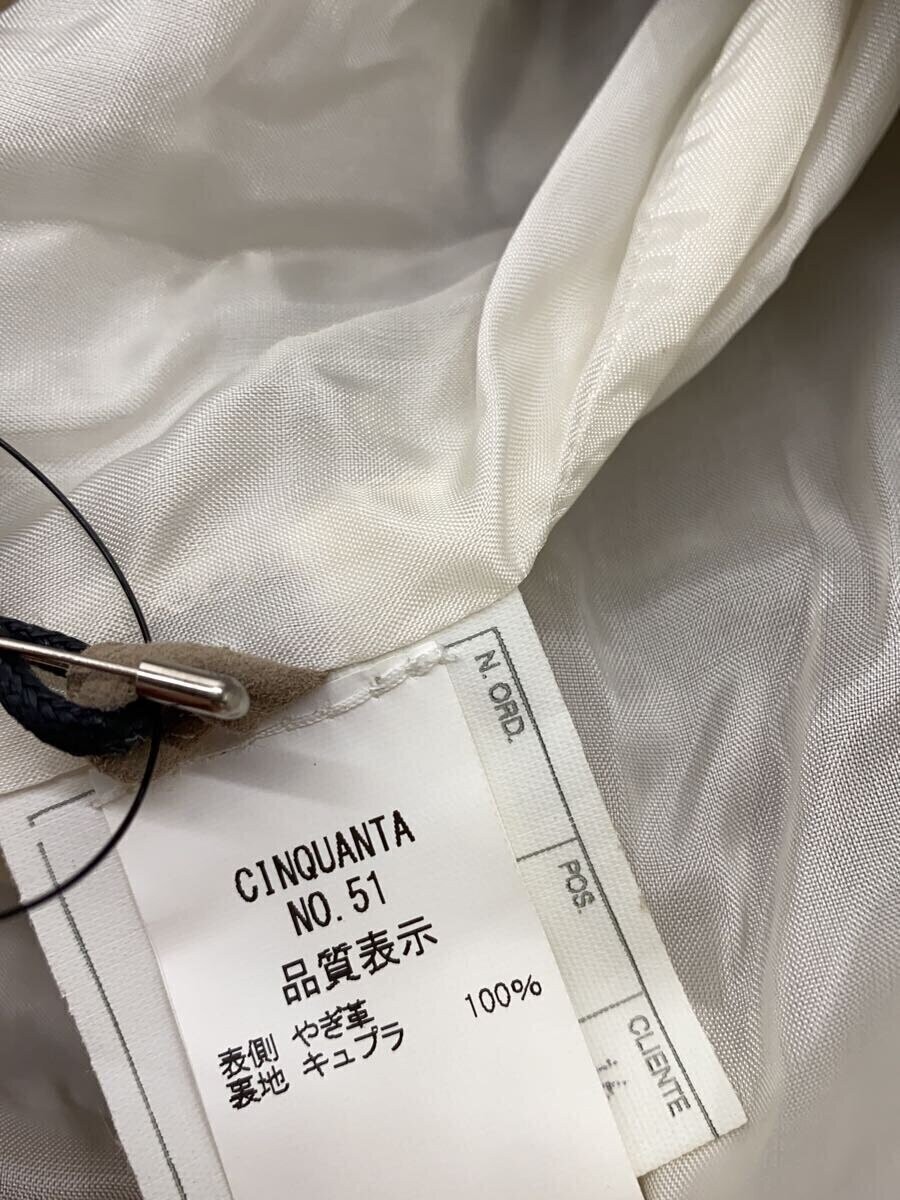 CINQUANTA
NO.51
品質表示
表側 やぎ革
裏地 キュプラ 100%
N. ORD.
POS.
CLIENTE